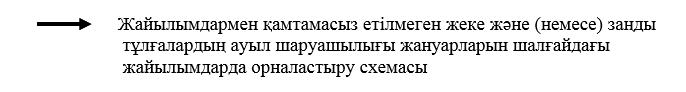 Жайылымдармен қамтамасыз етілмеген жеке және (немесе) заңды
тұлғалардың ауыл шаруашылығы жануарларын шалғайдағы
жайылымдарда орналастыру схемасы